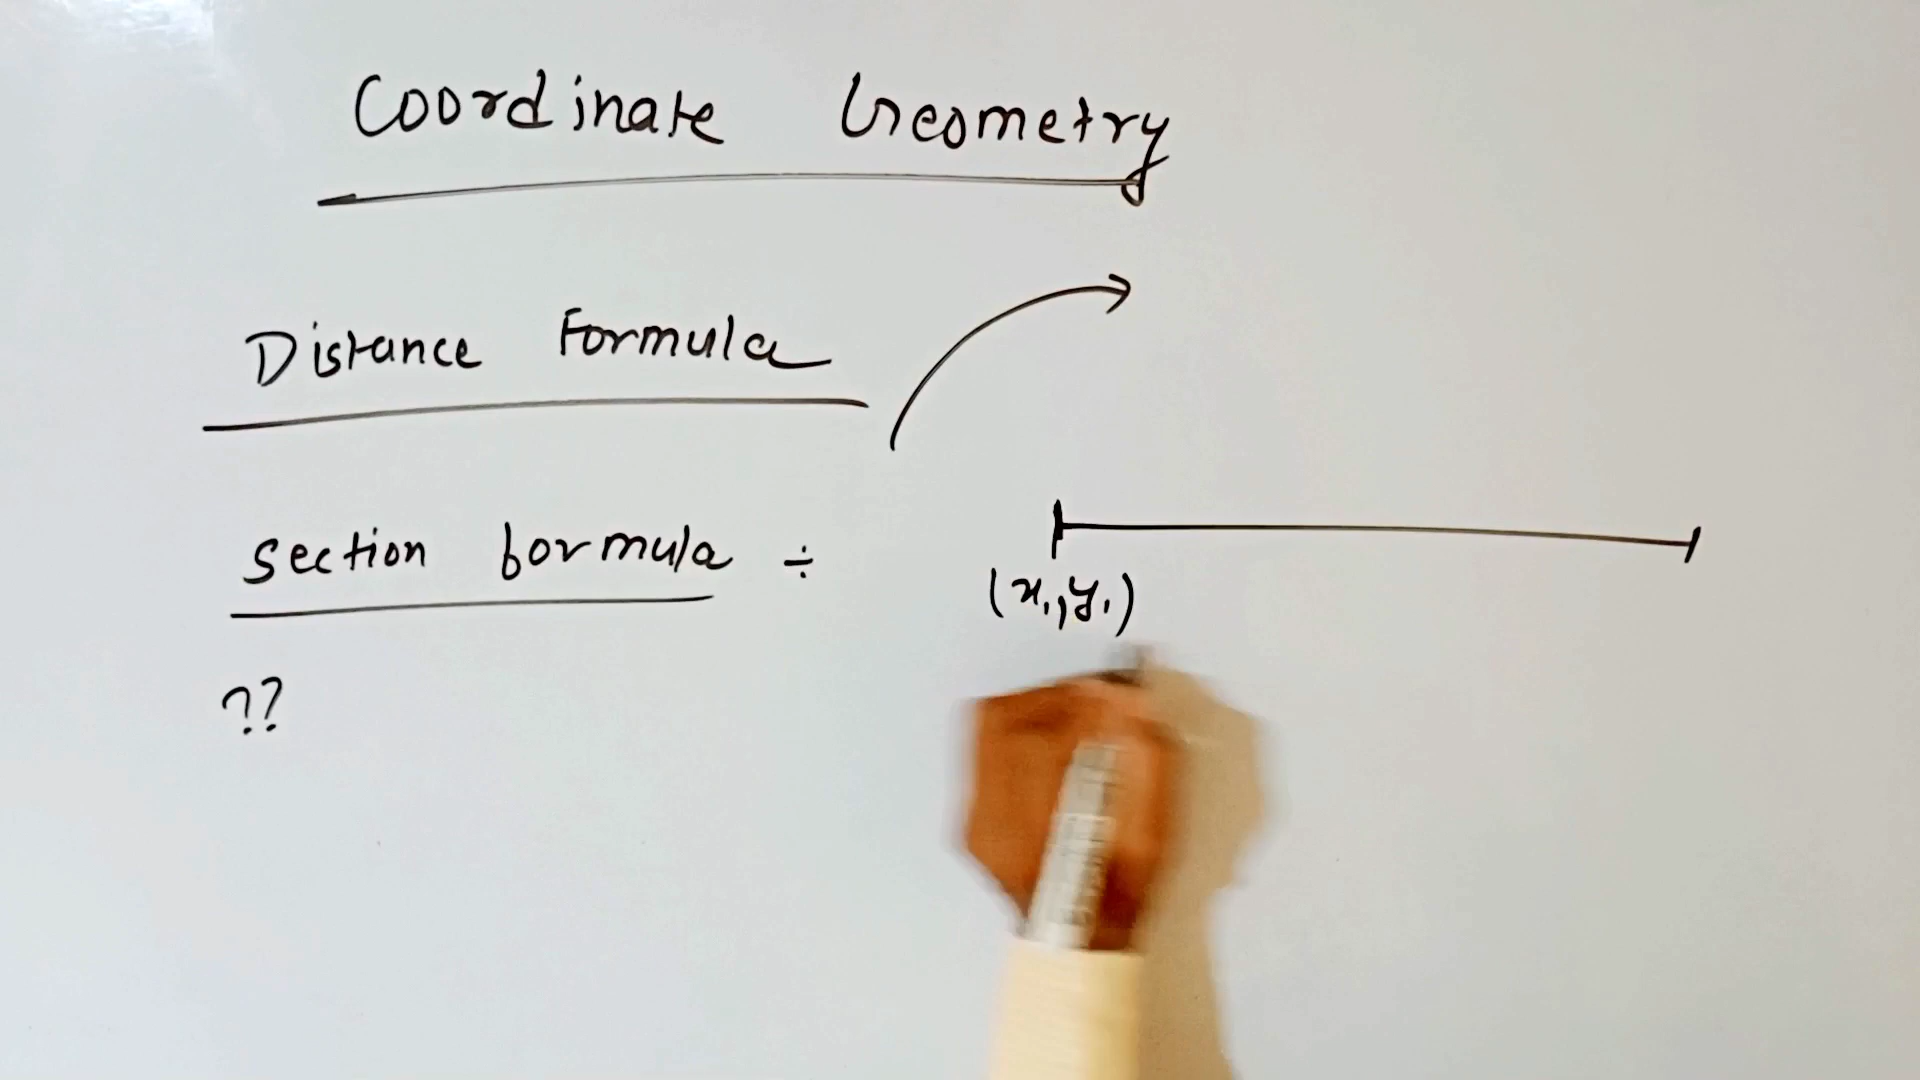 Coordinate Geometry
Distance Formula
Section formula ÷
(x₁,y₁)
??